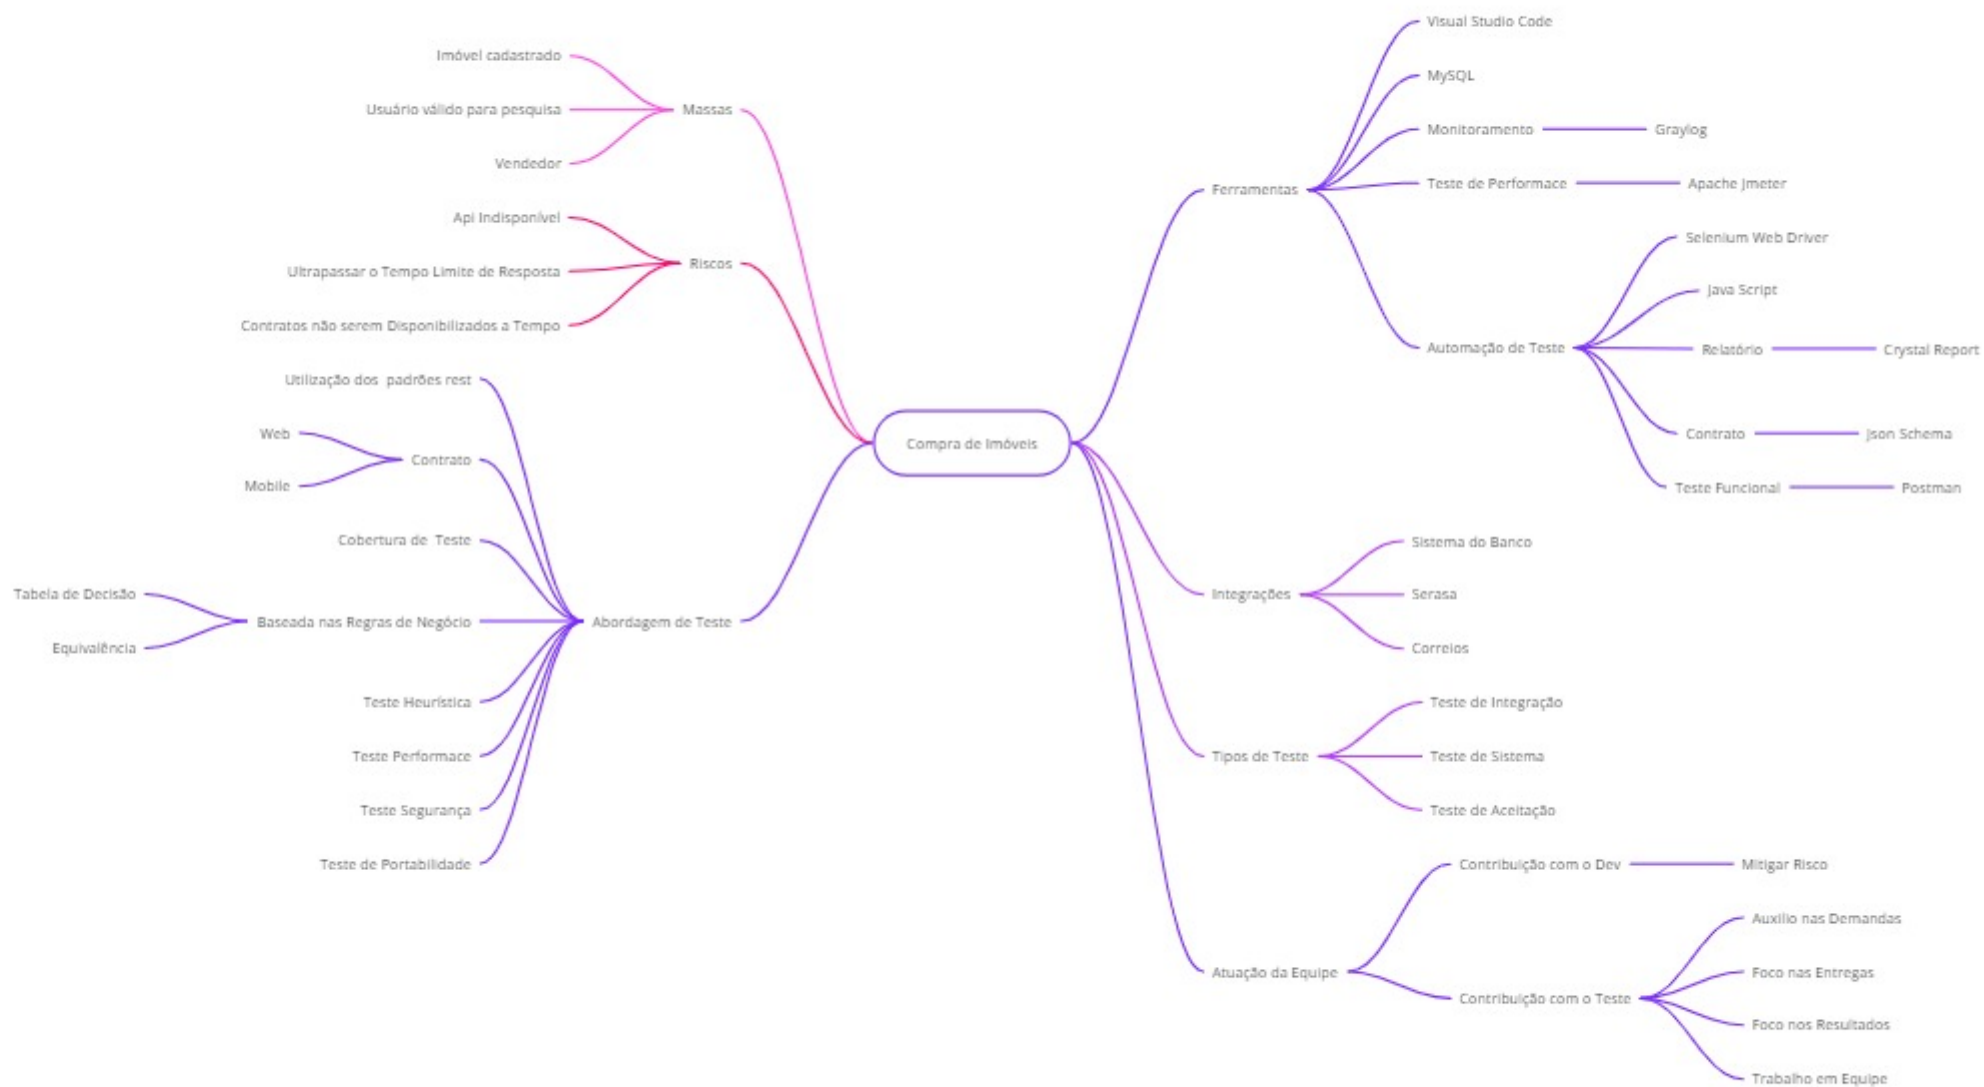 Compra de Imóveis
Massas
Imóvel cadastrado
Usuário válido para pesquisa
Vendedor
Riscos
Api Indisponível
Ultrapassar o Tempo Limite de Resposta
Contratos não serem Disponibilizados a Tempo
Abordagem de Teste
Utilização dos padrões rest
Contrato
Web
Mobile
Cobertura de Teste
Baseada nas Regras de Negócio
Tabela de Decisão
Equivalência
Teste Heurística
Teste Performace
Teste Segurança
Teste de Portabilidade
Ferramentas
Visual Studio Code
MySQL
Monitoramento
Graylog
Teste de Performace
Apache Jmeter
Automação de Teste
Selenium Web Driver
Java Script
Relatório
Crystal Report
Contrato
Json Schema
Teste Funcional
Postman
Integrações
Sistema do Banco
Serasa
Correios
Tipos de Teste
Teste de Integração
Teste de Sistema
Teste de Aceitação
Atuação da Equipe
Contribuição com o Dev
Mitigar Risco
Contribuição com o Teste
Auxilio nas Demandas
Foco nas Entregas
Foco nos Resultados
Trabalho em Equipe